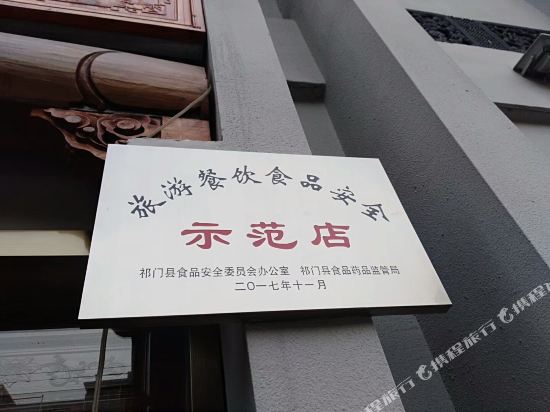 旅游餐饮食品安全
示范店
祁门县食品安全委员会办公室 祁门县食品药品监管局
二〇一七年十一月
携程旅行
携程旅行